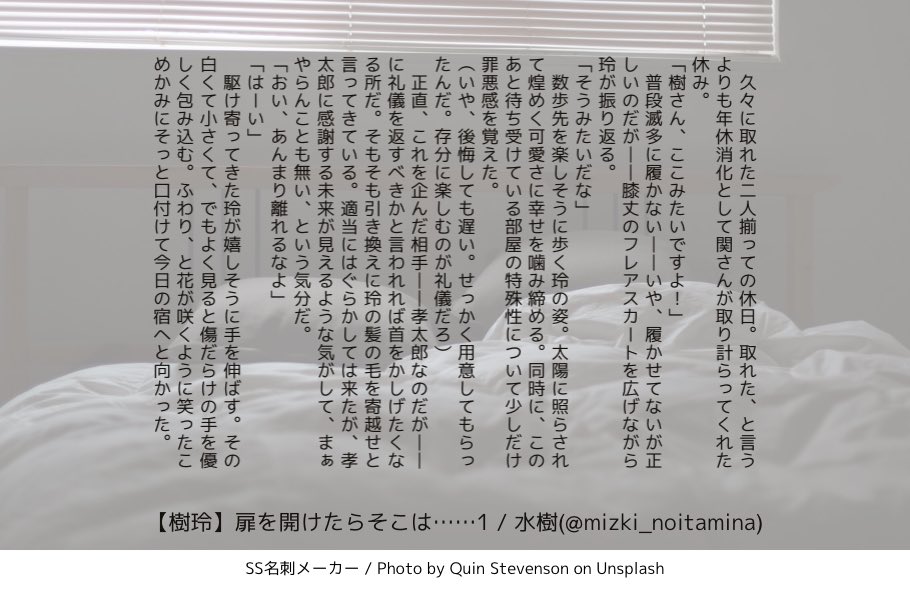 久々に取れた二人揃っての休日。取れた、と言う
よりも年休消化として関さんが取り計らってくれた
休み。
「樹さん、ここみたいですよ！」
　普段滅多に履かない――いや、履かせてないが正
しいのだが――膝丈のフレアスカートを広げながら
玲が振り返る。
「そうみたいだな」
　数歩先を楽しそうに歩く玲の姿。太陽に照らされ
て煌めく可愛さに幸せを噛み締める。同時に、この
あと待ち受けている部屋の特殊性について少しだけ
罪悪感を覚えた。
（いや、後悔しても遅い。せっかく用意してもらっ
たんだ。存分に楽しむのが礼儀だろ）
　正直、これを企んだ相手――孝太郎なのだが――
に礼儀を返すべきかと言われれば首をかしげたくな
る所だ。そもそも引き換えに玲の髪の毛を寄越せと
言ってきている。適当にはぐらかしては来たが、孝
太郎に感謝する未来が見えるような気がして、まぁ
やらんことも無い、という気分だ。
「おい、あんまり離れるなよ」
「はーい」
　駆け寄ってきた玲が嬉しそうに手を伸ばす。その
白くて小さくて、でもよく見ると傷だらけの手を優
しく包み込む。ふわり、と花が咲くように笑ったこ
めかみにそっと口付けて今日の宿へと向かった。
【樹玲】扉を開けたらそこは……1 / 水樹(@mizki_noitamina)
SS名刺メーカー / Photo by Quin Stevenson on Unsplash